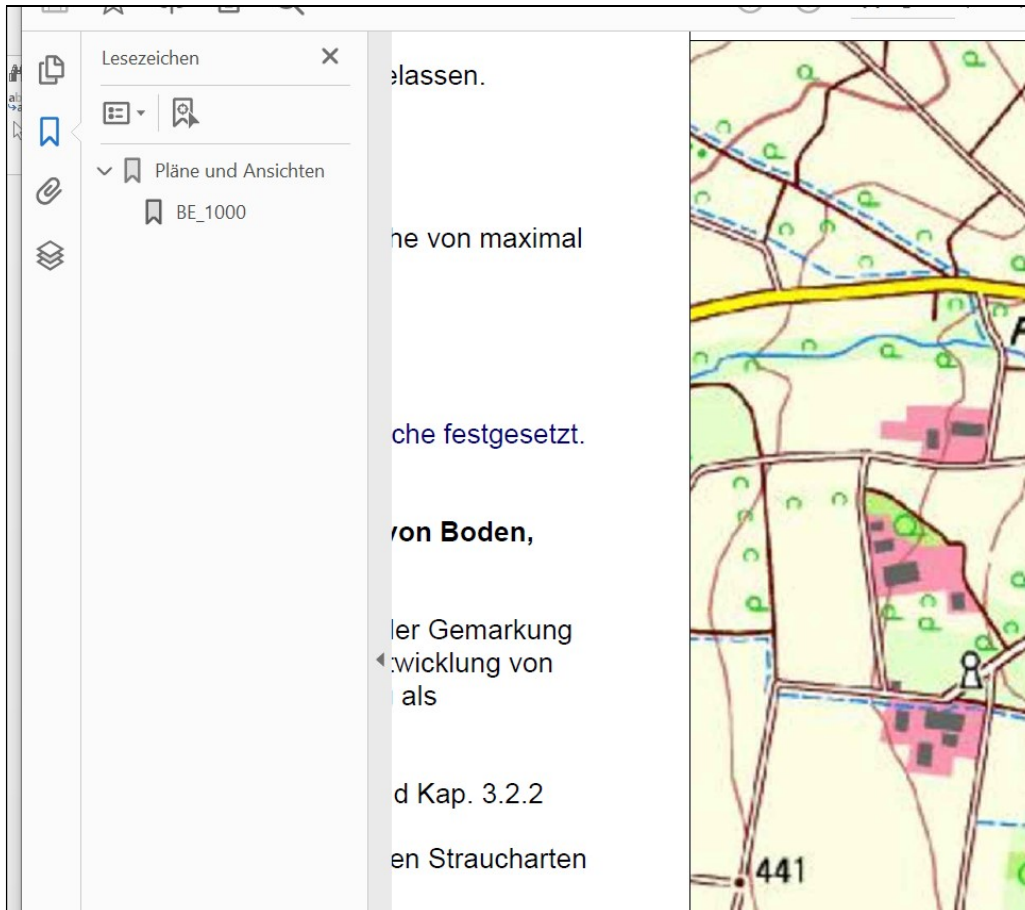 Lesezeichen
Pläne und Ansichten
BE_1000
elassen.
he von maximal
che festgesetzt.
von Boden,
ler Gemarkung
twicklung von
als
d Kap. 3.2.2
en Straucharten
441